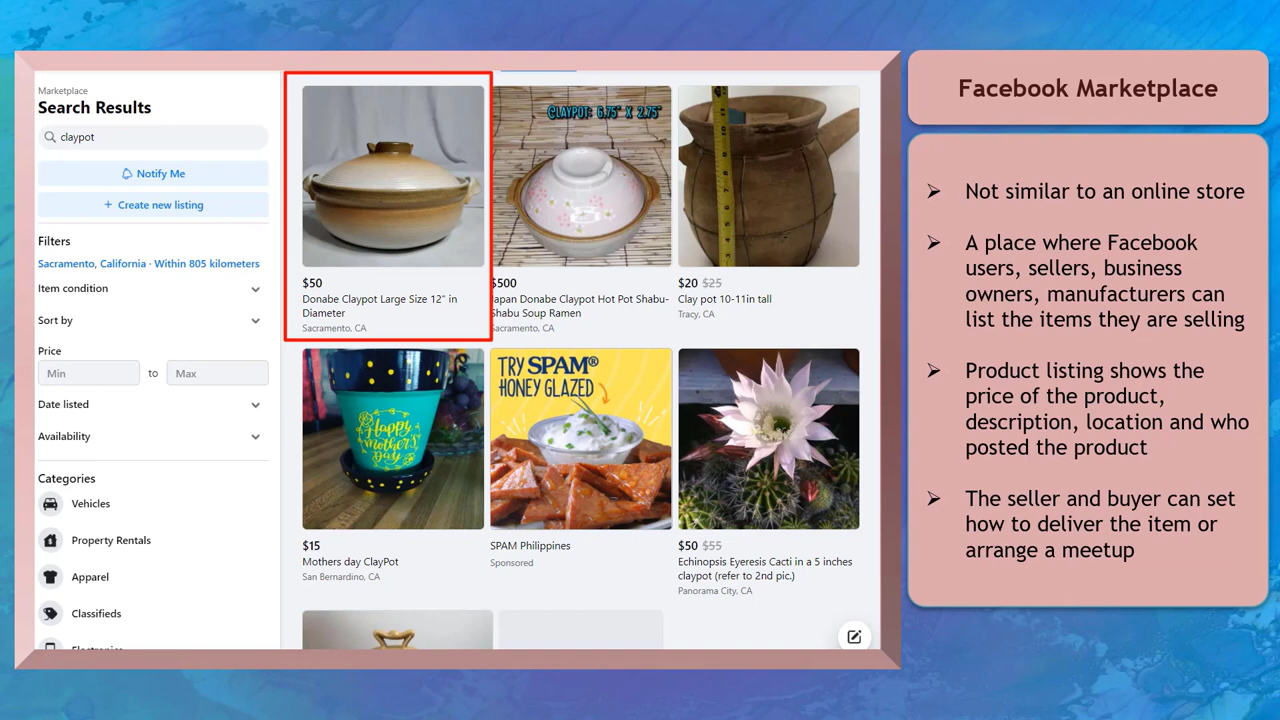 Marketplace
Search Results
claypot
Notify Me
+ Create new listing
Filters
Sacramento, California · Within 805 kilometers
Item condition
Sort by
Price
Min to Max
Date listed
Availability
Categories
Vehicles
Property Rentals
Apparel
Classifieds
Electronics
$50
Donabe Claypot Large Size 12" in
Diameter
Sacramento, CA
CLAYPOT: 6.75" X 2.75"
$500
Japan Donabe Claypot Hot Pot Shabu-
Shabu Soup Ramen
Sacramento, CA
$20 $25
Clay pot 10-11in tall
Tracy, CA
Happy
Mother's
Day
$15
Mothers day ClayPot
San Bernardino, CA
TRY SPAM®
HONEY GLAZED
SPAM Philippines
Sponsored
$50 $55
Echinopsis Eyeresis Cacti in a 5 inches
claypot (refer to 2nd pic.)
Panorama City, CA
Facebook Marketplace
➢ Not similar to an online store
➢ A place where Facebook
users, sellers, business
owners, manufacturers can
list the items they are selling
➢ Product listing shows the
price of the product,
description, location and who
posted the product
➢ The seller and buyer can set
how to deliver the item or
arrange a meetup